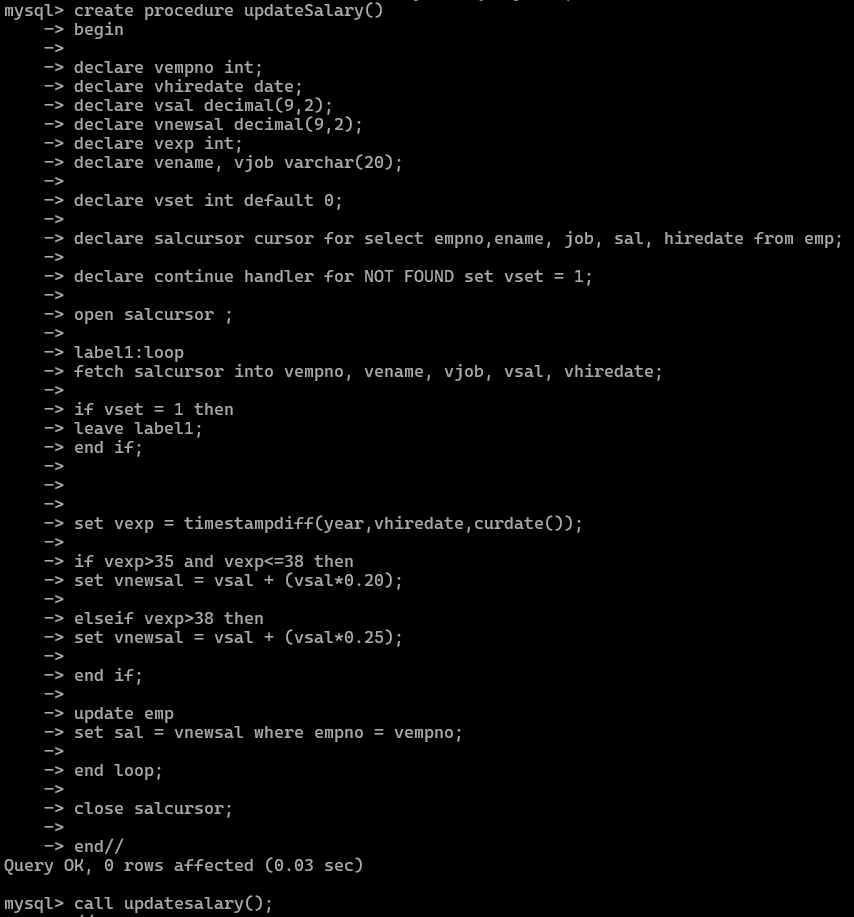 mysql> create procedure updateSalary()
-> begin
->
-> declare vempno int;
-> declare vhiredate date;
-> declare vsal decimal(9,2);
-> declare vnewsal decimal(9,2);
-> declare vexp int;
-> declare vename, vjob varchar(20);
->
-> declare vset int default 0;
->
-> declare salcursor cursor for select empno,ename, job, sal, hiredate from emp;
->
-> declare continue handler for NOT FOUND set vset = 1;
->
-> open salcursor ;
->
-> label1:loop
-> fetch salcursor into vempno, vename, vjob, vsal, vhiredate;
->
-> if vset = 1 then
-> leave label1;
-> end if;
->
->
->
-> set vexp = timestampdiff(year,vhiredate,curdate());
->
-> if vexp>35 and vexp<=38 then
-> set vnewsal = vsal + (vsal*0.20);
->
-> elseif vexp>38 then
-> set vnewsal = vsal + (vsal*0.25);
->
-> end if;
->
-> update emp
-> set sal = vnewsal where empno = vempno;
->
-> end loop;
->
-> close salcursor;
->
-> end//
Query OK, 0 rows affected (0.03 sec)

mysql> call updatesalary();